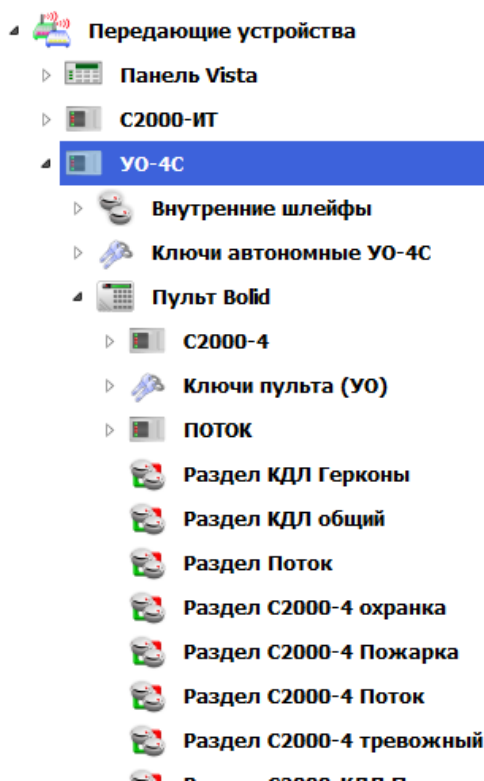 Передающие устройства
Панель Vista
С2000-ИТ
УО-4С
Внутренние шлейфы
Ключи автономные УО-4С
Пульт Bolid
С2000-4
Ключи пульта (УО)
ПОТОК
Раздел КДЛ Герконы
Раздел КДЛ общий
Раздел Поток
Раздел С2000-4 охранка
Раздел С2000-4 Пожарка
Раздел С2000-4 Поток
Раздел С2000-4 тревожный